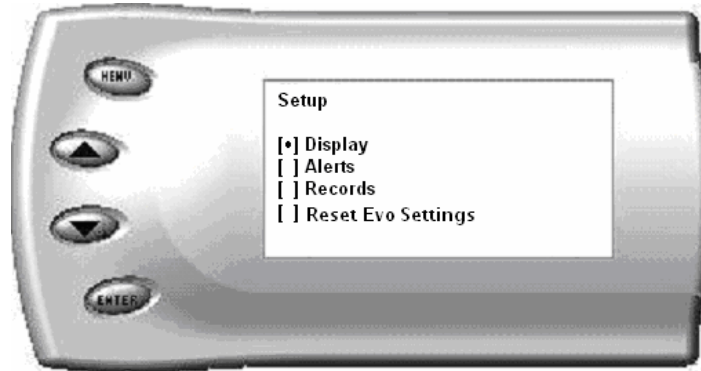 MENU
ENTER
Setup
[•] Display
[ ] Alerts
[ ] Records
[ ] Reset Evo Settings